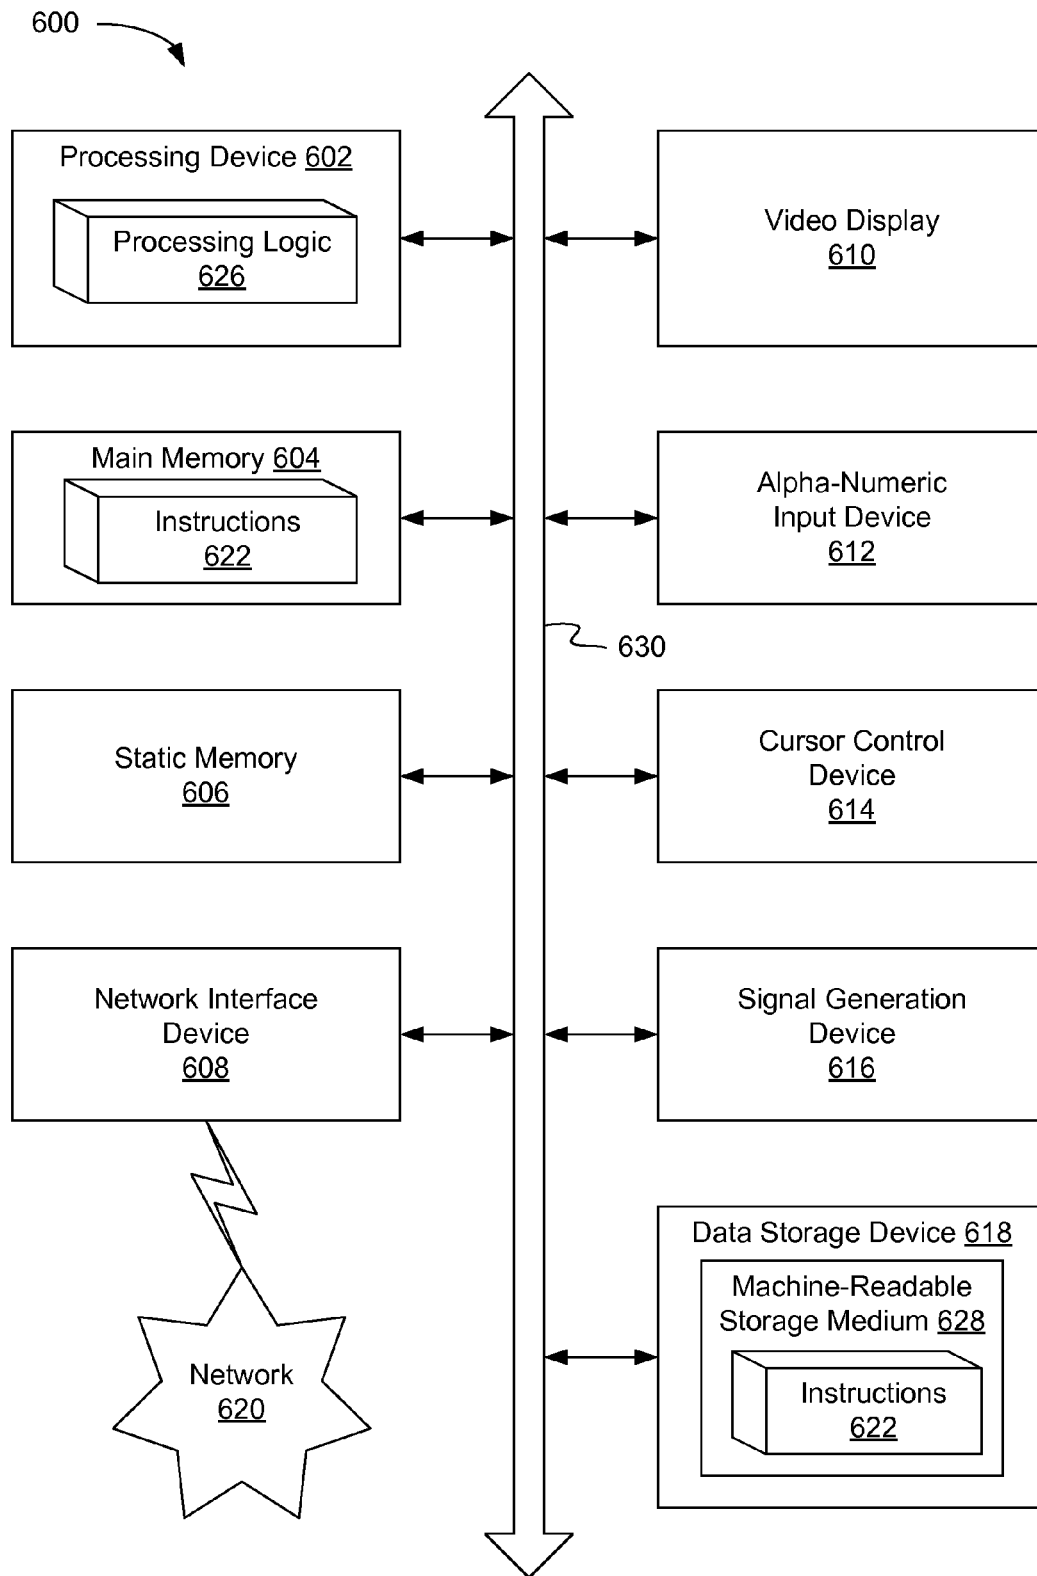 600
Processing Device 602
Processing Logic
626
Video Display
610
Main Memory 604
Instructions
622
Alpha-Numeric
Input Device
612
630
Static Memory
606
Cursor Control
Device
614
Network Interface
Device
608
Signal Generation
Device
616
Data Storage Device 618
Machine-Readable
Storage Medium 628
Instructions
622
Network
620